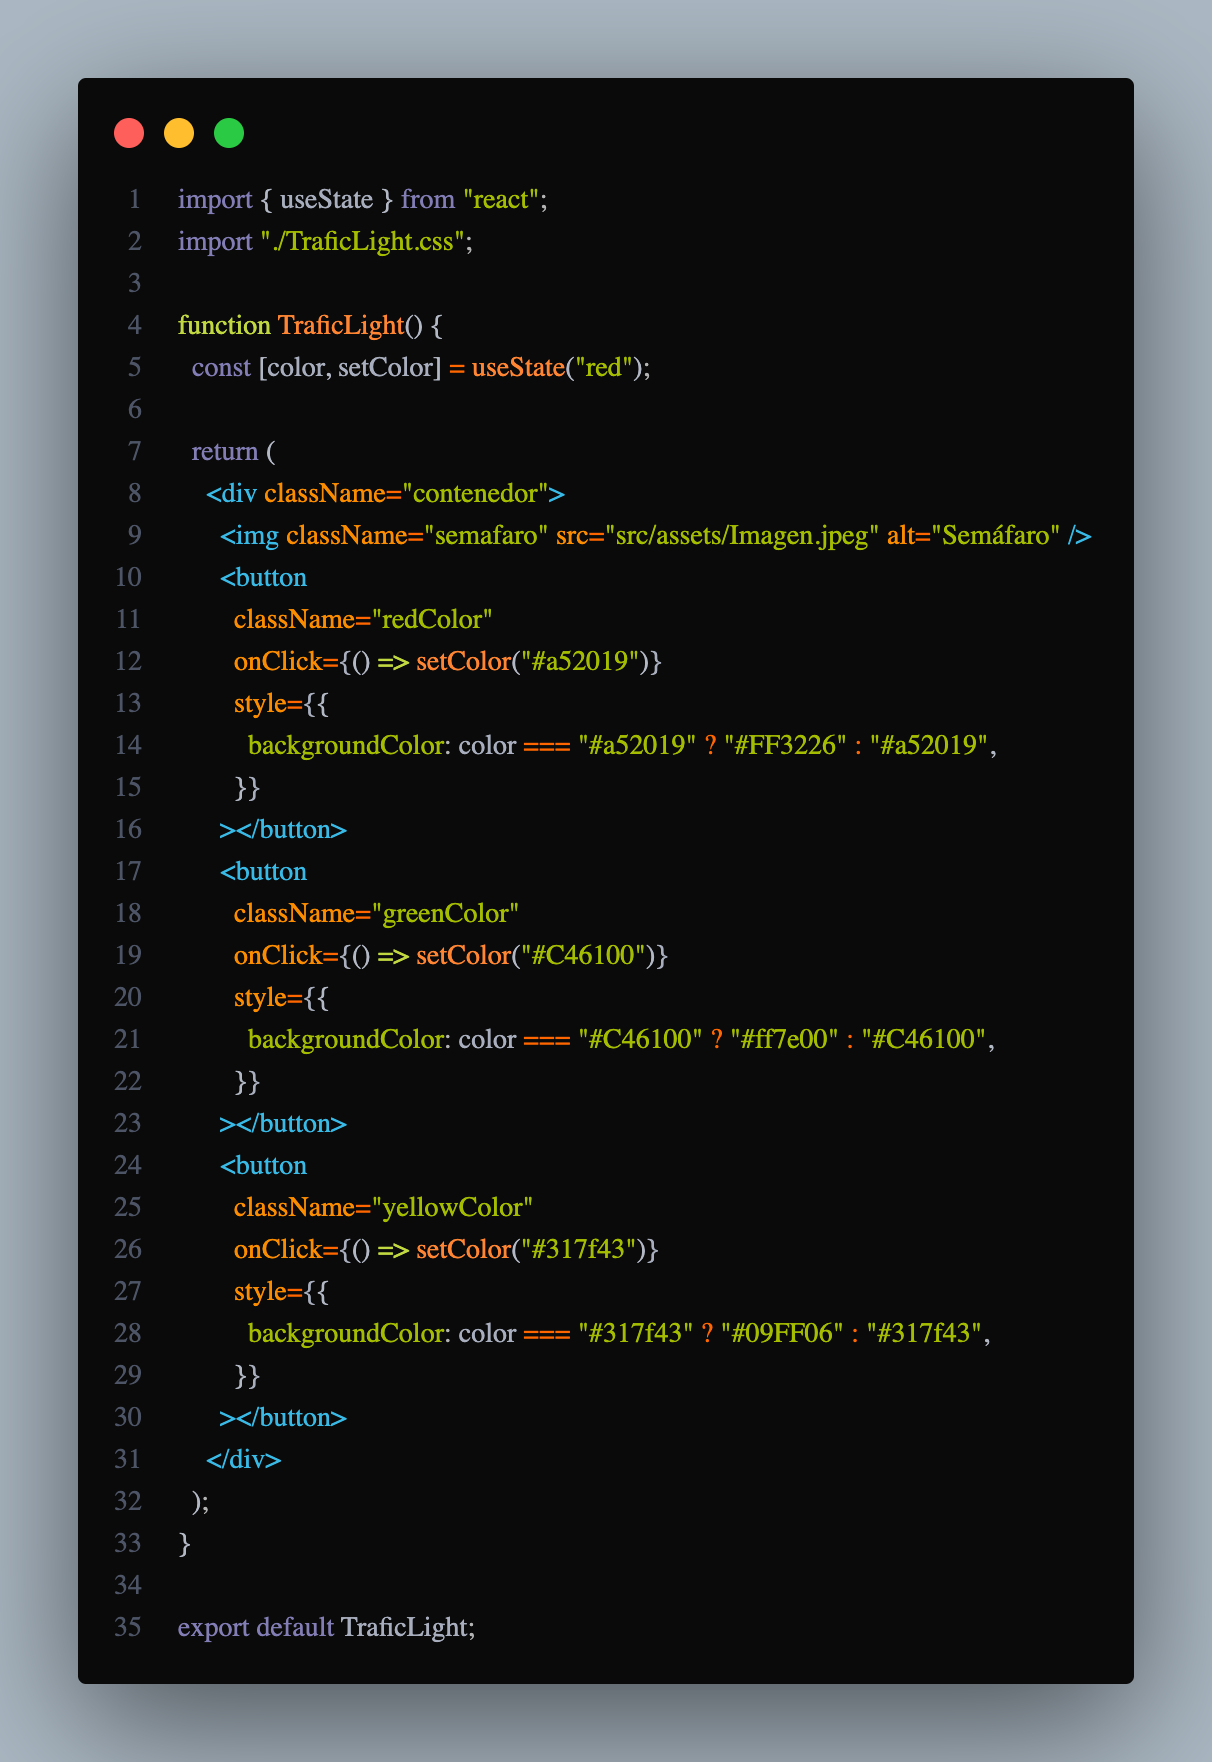 1 import { useState } from "react";
2 import "./TraficLight.css";
3
4 function TraficLight() {
5 const [color, setColor] = useState("red");
6
7 return (
8 <div className="contenedor">
9 <img className="semafaro" src="src/assets/Imagen.jpeg" alt="Semáfaro" />
10 <button
11 className="redColor"
12 onClick={() => setColor("#a52019")}
13 style={{
14 backgroundColor: color === "#a52019" ? "#FF3226" : "#a52019",
15 }}
16 ></button>
17 <button
18 className="greenColor"
19 onClick={() => setColor("#C46100")}
20 style={{
21 backgroundColor: color === "#C46100" ? "#ff7e00" : "#C46100",
22 }}
23 ></button>
24 <button
25 className="yellowColor"
26 onClick={() => setColor("#317f43")}
27 style={{
28 backgroundColor: color === "#317f43" ? "#09FF06" : "#317f43",
29 }}
30 ></button>
31 </div>
32 );
33 }
34
35 export default TraficLight;